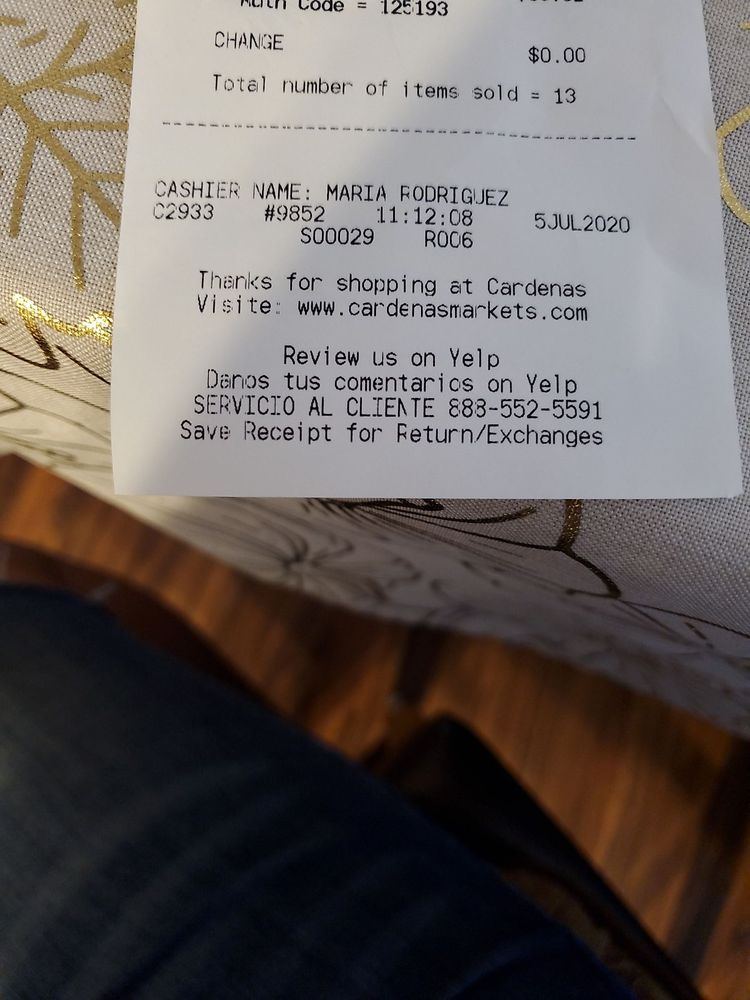 Auth Code = 125193
CHANGE $0.00
Total number of items sold = 13
CASHIER NAME: MARIA RODRIGUEZ
C2933 #9852 11:12:08 5JUL2020
S00029 R006
Thanks for shopping at Cardenas
Visite: www.cardenasmarkets.com
Review us on Yelp
Danos tus comentarios on Yelp
SERVICIO AL CLIENTE 888-552-5591
Save Receipt for Return/Exchanges